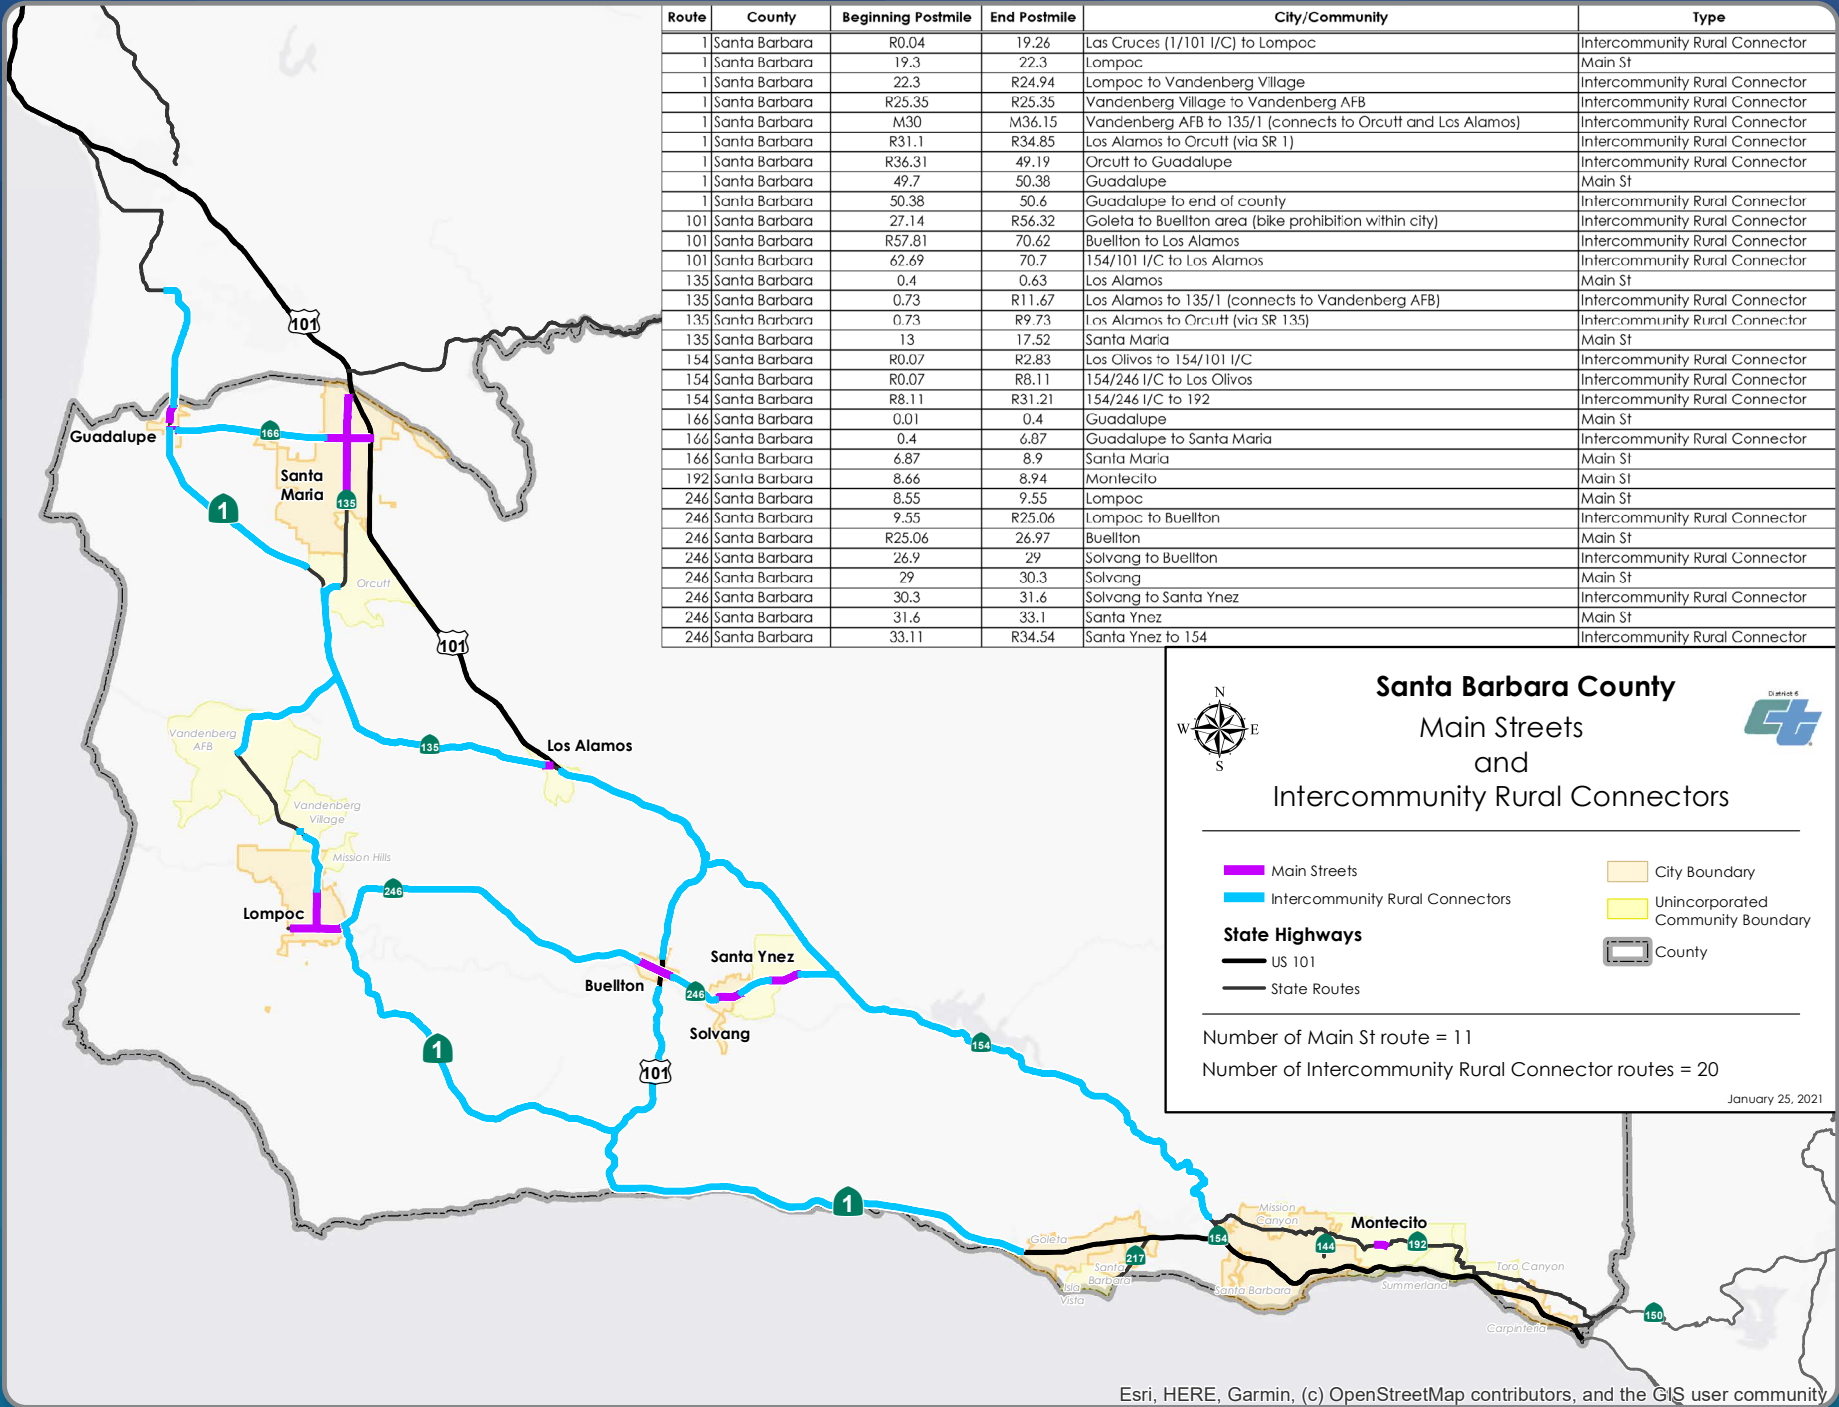 Route County Beginning Postmile End Postmile City/Community Type
1 Santa Barbara R0.04 19.26 Las Cruces (1/101 I/C) to Lompoc Intercommunity Rural Connector
1 Santa Barbara 19.3 22.3 Lompoc Main St
1 Santa Barbara 22.3 R24.94 Lompoc to Vandenberg Village Intercommunity Rural Connector
1 Santa Barbara R25.35 R25.35 Vandenberg Village to Vandenberg AFB Intercommunity Rural Connector
1 Santa Barbara M30 M36.15 Vandenberg AFB to 135/1 (connects to Orcutt and Los Alamos) Intercommunity Rural Connector
1 Santa Barbara R31.1 R34.85 Los Alamos to Orcutt (via SR 1) Intercommunity Rural Connector
1 Santa Barbara R36.31 49.19 Orcutt to Guadalupe Intercommunity Rural Connector
1 Santa Barbara 49.7 50.38 Guadalupe Main St
1 Santa Barbara 50.38 50.6 Guadalupe to end of county Intercommunity Rural Connector
101 Santa Barbara 27.14 R56.32 Goleta to Buellton area (bike prohibition within city) Intercommunity Rural Connector
101 Santa Barbara R57.81 70.62 Buellton to Los Alamos Intercommunity Rural Connector
101 Santa Barbara 62.69 70.7 154/101 I/C to Los Alamos Intercommunity Rural Connector
135 Santa Barbara 0.4 0.63 Los Alamos Main St
135 Santa Barbara 0.73 R11.67 Los Alamos to 135/1 (connects to Vandenberg AFB) Intercommunity Rural Connector
135 Santa Barbara 0.73 R9.73 Los Alamos to Orcutt (via SR 135) Intercommunity Rural Connector
135 Santa Barbara 13 17.52 Santa Maria Main St
154 Santa Barbara R0.07 R2.83 Los Olivos to 154/101 I/C Intercommunity Rural Connector
154 Santa Barbara R0.07 R8.11 154/246 I/C to Los Olivos Intercommunity Rural Connector
154 Santa Barbara R8.11 R31.21 154/246 I/C to 192 Intercommunity Rural Connector
166 Santa Barbara 0.01 0.4 Guadalupe Main St
166 Santa Barbara 0.4 6.87 Guadalupe to Santa Maria Intercommunity Rural Connector
166 Santa Barbara 6.87 8.9 Santa Maria Main St
192 Santa Barbara 8.66 8.94 Montecito Main St
246 Santa Barbara 8.55 9.55 Lompoc Main St
246 Santa Barbara 9.55 R25.06 Lompoc to Buellton Intercommunity Rural Connector
246 Santa Barbara R25.06 26.97 Buellton Main St
246 Santa Barbara 26.9 29 Solvang to Buellton Intercommunity Rural Connector
246 Santa Barbara 29 30.3 Solvang Main St
246 Santa Barbara 30.3 31.6 Solvang to Santa Ynez Intercommunity Rural Connector
246 Santa Barbara 31.6 33.1 Santa Ynez Main St
246 Santa Barbara 33.11 R34.54 Santa Ynez to 154 Intercommunity Rural Connector
101
Guadalupe
166
Santa
Maria
135
1
Orcutt
101
Vandenberg
AFB
135
Los Alamos
Vandenberg
Village
Mission Hills
246
Lompoc
Santa Ynez
Buellton
246
Solvang
1
101
154
1
Goleta
217
Santa
Barbara
Isla
Vista
154
Mission
Canyon
144
Montecito
192
Santa Barbara
Summerland
Toro Canyon
Carpinteria
150
N
W E
S
Santa Barbara County
Main Streets
and
Intercommunity Rural Connectors
District 5
Main Streets
Intercommunity Rural Connectors
State Highways
US 101
State Routes
City Boundary
Unincorporated
Community Boundary
County
Number of Main St route = 11
Number of Intercommunity Rural Connector routes = 20
January 25, 2021
Esri, HERE, Garmin, (c) OpenStreetMap contributors, and the GIS user community